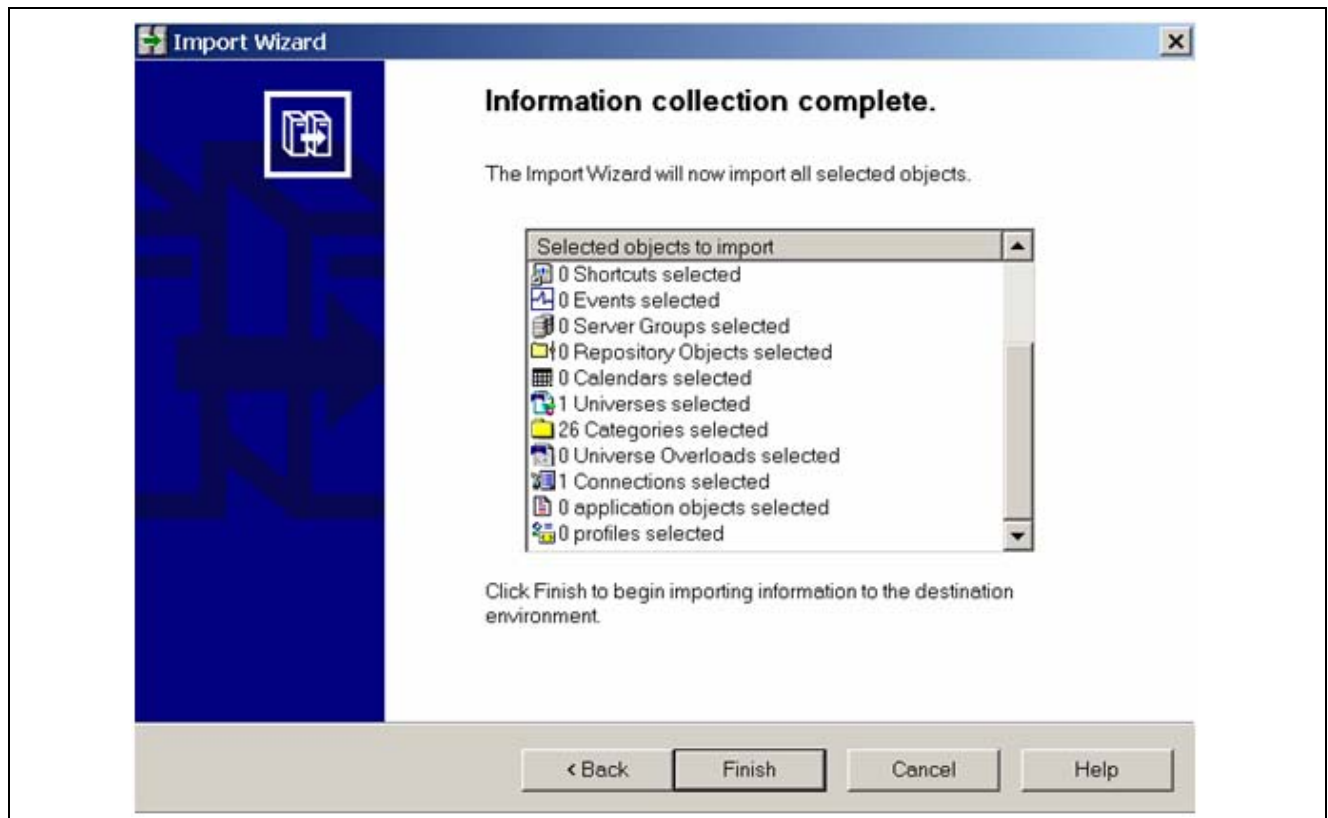 Import Wizard
Information collection complete.
The Import Wizard will now import all selected objects.
Selected objects to import
0 Shortcuts selected
0 Events selected
0 Server Groups selected
0 Repository Objects selected
0 Calendars selected
1 Universes selected
26 Categories selected
0 Universe Overloads selected
1 Connections selected
0 application objects selected
0 profiles selected
Click Finish to begin importing information to the destination
environment.
< Back Finish Cancel Help